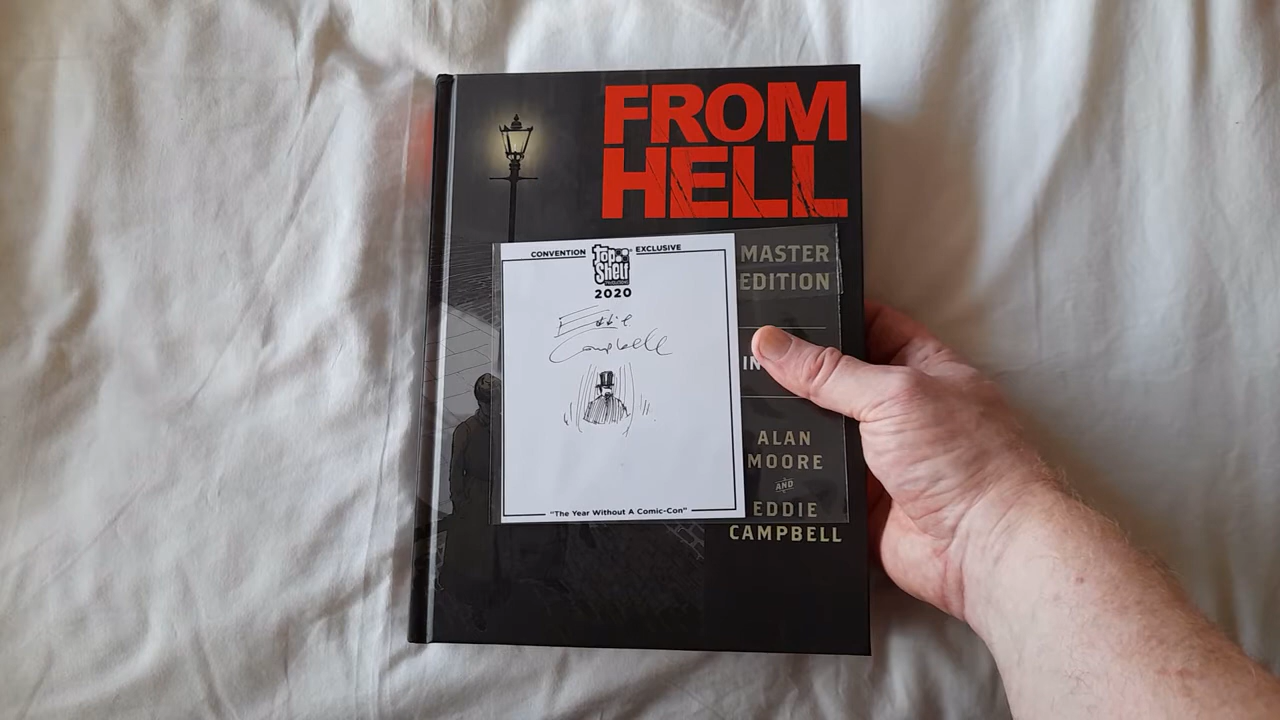 FROM
HELL
MASTER
EDITION
IN
ALAN
MOORE
AND
EDDIE
CAMPBELL
CONVENTION Top Shelf EXCLUSIVE
2020
Eddie
Campbell
"The Year Without A Comic-Con"